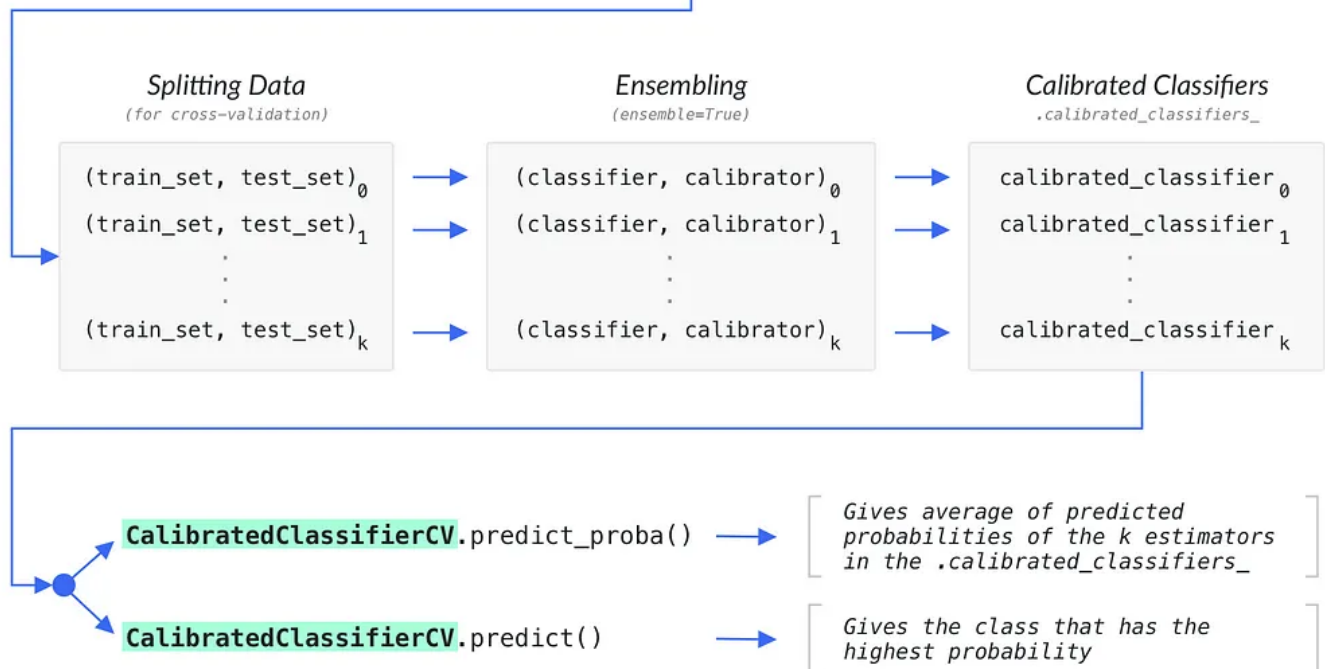 Splitting Data
(for cross-validation)
(train_set, test_set)0
(train_set, test_set)1
.
.
.
(train_set, test_set)k
Ensembling
(ensemble=True)
(classifier, calibrator)0
(classifier, calibrator)1
.
.
.
(classifier, calibrator)k
Calibrated Classifiers
.calibrated_classifiers_
calibrated_classifier0
calibrated_classifier1
.
.
.
calibrated_classifierk
CalibratedClassifierCV.predict_proba()
Gives average of predicted
probabilities of the k estimators
in the .calibrated_classifiers_
CalibratedClassifierCV.predict()
Gives the class that has the
highest probability